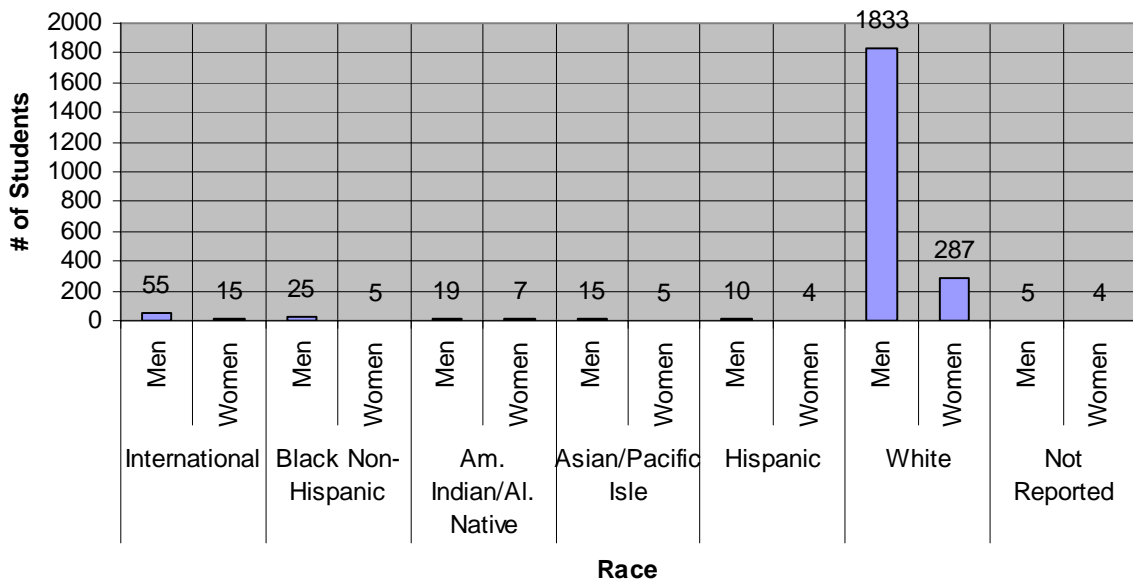 # of Students
2000
1800
1600
1400
1200
1000
800
600
400
200
0
55
15
25
5
19
7
15
5
10
4
1833
287
5
4
Men
Women
Men
Women
Men
Women
Men
Women
Men
Women
Men
Women
Men
Women
International
Black Non-
Hispanic
Am.
Indian/Al.
Native
Asian/Pacific
Isle
Hispanic
White
Not
Reported
Race